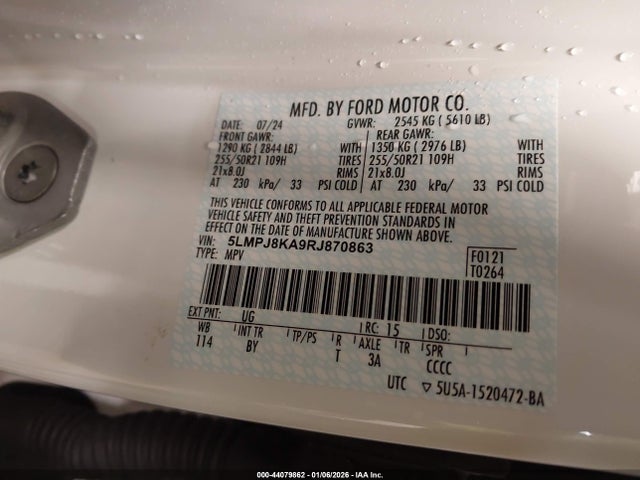 MFD. BY FORD MOTOR CO.
DATE: 07/24 GVWR: 2545 KG ( 5610 LB)
FRONT GAWR: REAR GAWR:
1290 KG ( 2844 LB) WITH 1350 KG ( 2976 LB) WITH
255/50R21 109H TIRES 255/50R21 109H TIRES
21x8.0J RIMS 21x8.0J RIMS
AT 230 kPa/ 33 PSI COLD AT 230 kPa/ 33 PSI COLD
THIS VEHICLE CONFORMS TO ALL APPLICABLE FEDERAL MOTOR
VEHICLE SAFETY AND THEFT PREVENTION STANDARDS IN
EFFECT ON THE DATE OF MANUFACTURE SHOWN ABOVE.
VIN: 5LMPJ8KA9RJ870863
TYPE: MPV
F0121
T0264
EXT PNT: UG RC: 15 DSO:
WB INT TR TP/PS R AXLE TR SPR
114 BY T 3A CCCC
UTC ▽ 5U5A-1520472-BA
000-44079862 | 01/06/2026 | IAA Inc.